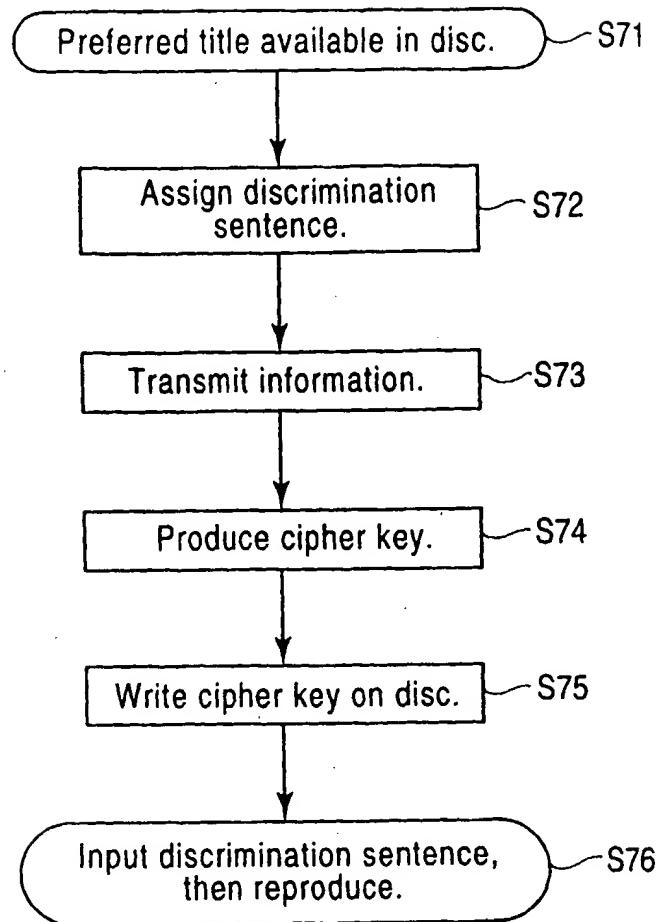 Preferred title available in disc. S71
Assign discrimination S72
sentence.
Transmit information. S73
Produce cipher key. S74
Write cipher key on disc. S75
Input discrimination sentence, S76
then reproduce.